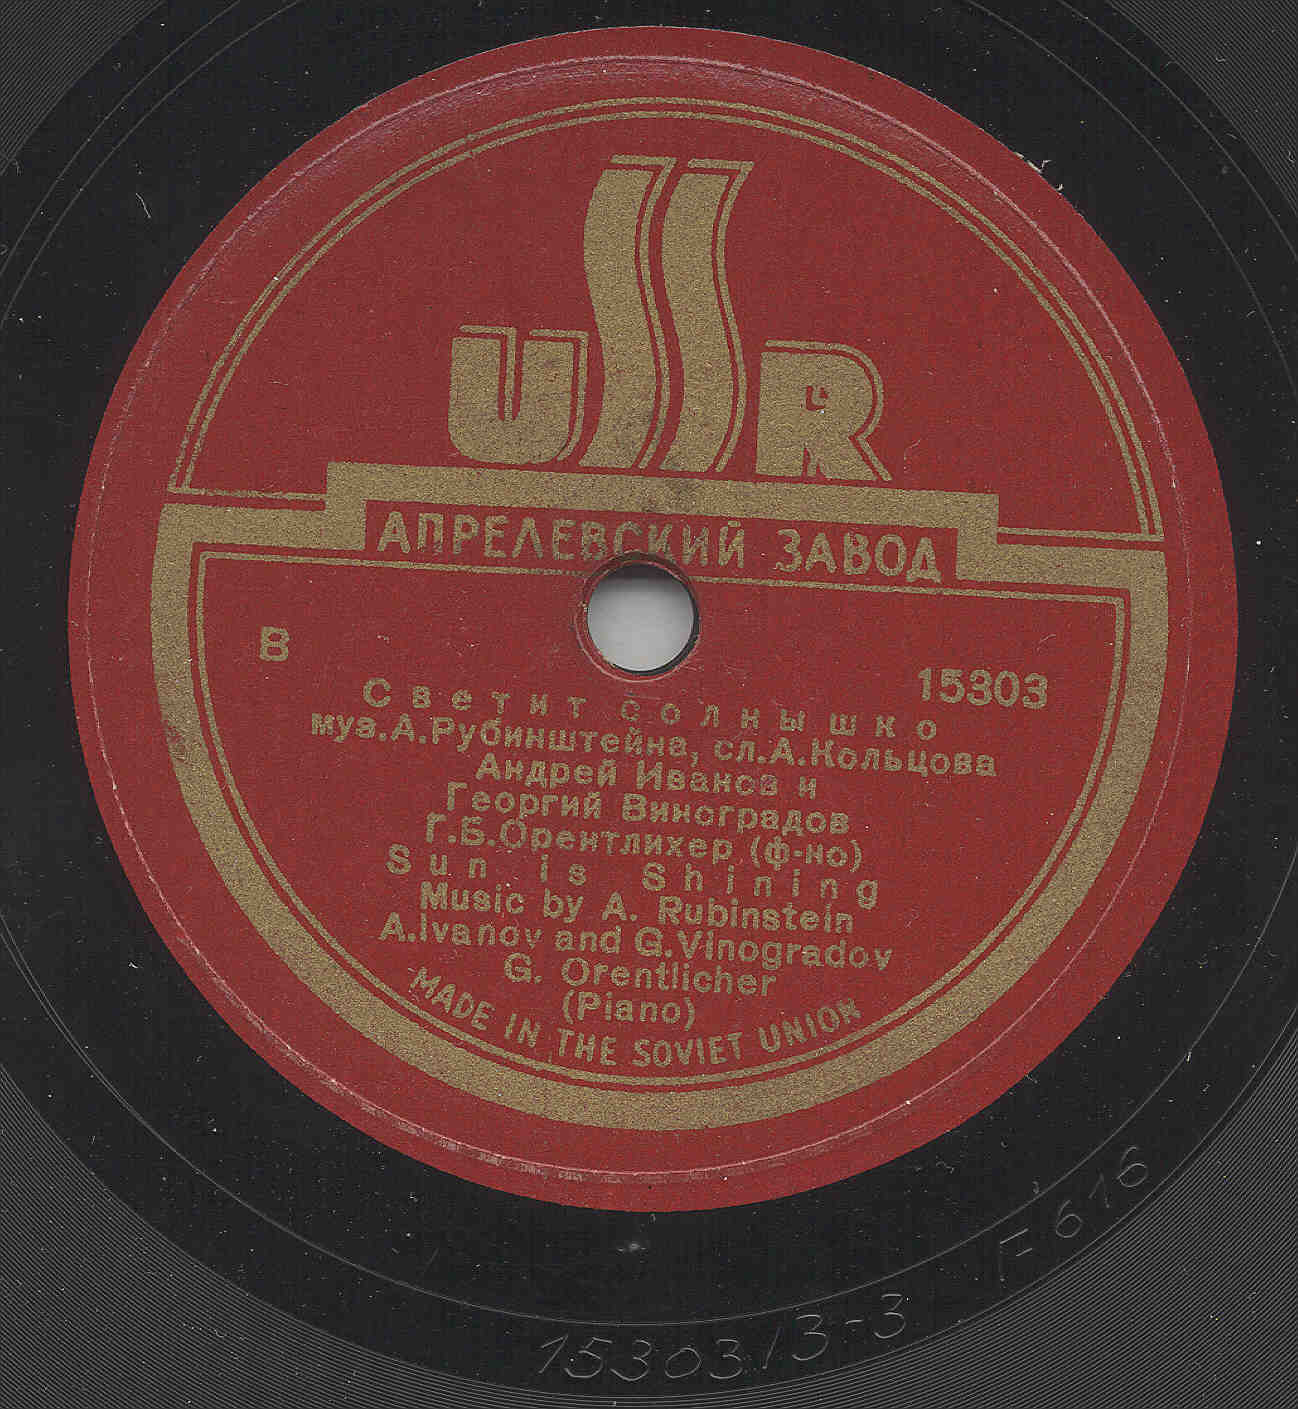 USSR
АПРЕЛЕВСКИЙ ЗАВОД
В 15303
Светит солнышко
муз.А.Рубинштейна, сл.А.Кольцова
Андрей Иванов и
Георгий Виноградов
Г.Б.Орентлихер (ф-но)
Sun is Shining
Music by A. Rubinstein
A.Ivanov and G.Vinogradov
G. Orentlicher
(Piano)
MADE IN THE SOVIET UNION
15303/3-3
616